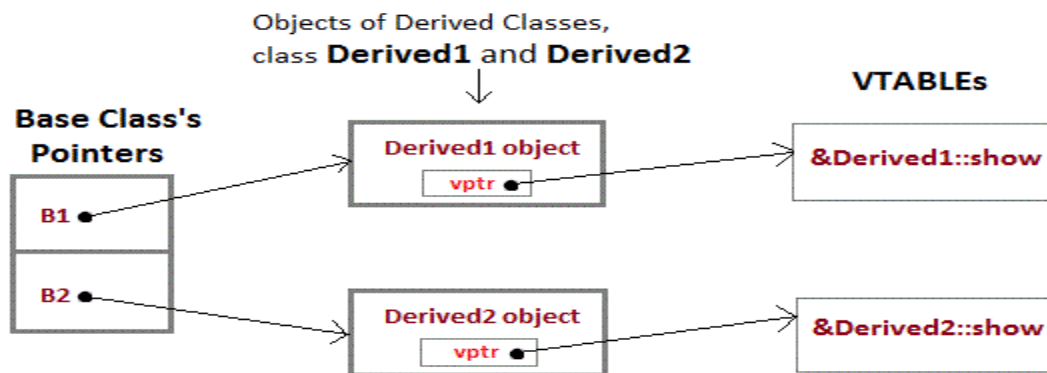 Objects of Derived Classes,
class Derived1 and Derived2
VTABLEs
Base Class's
Pointers
Derived1 object
vptr
&Derived1::show
B1
B2
Derived2 object
vptr
&Derived2::show